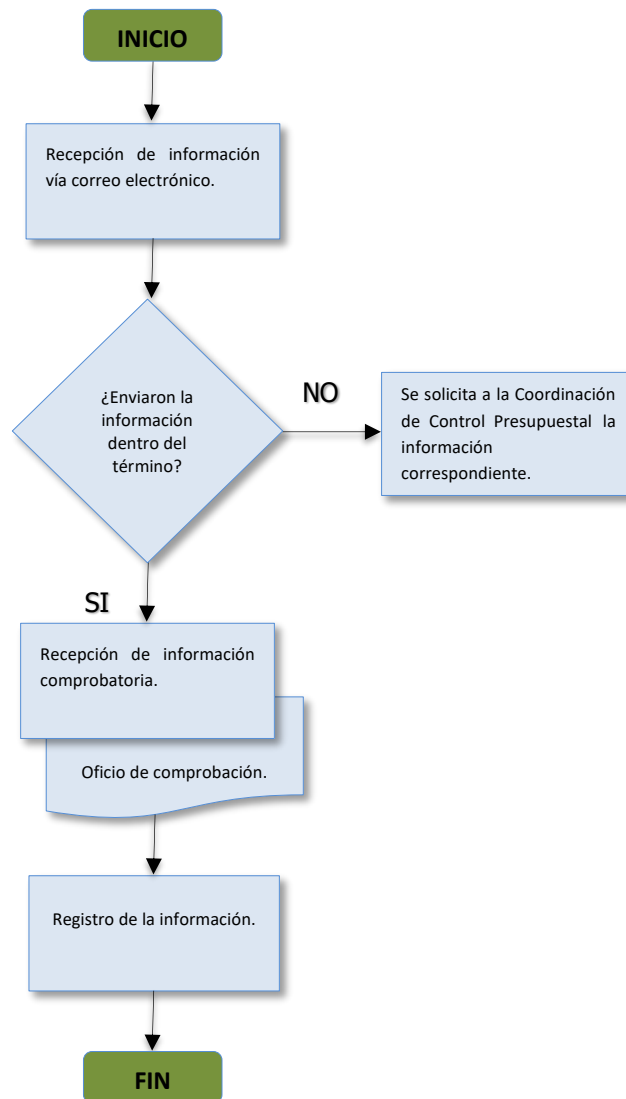 INICIO
Recepción de información
vía correo electrónico.
¿Enviaron la
información
dentro del
término?
NO
Se solicita a la Coordinación
de Control Presupuestal la
información
correspondiente.
SI
Recepción de información
comprobatoria.
Oficio de comprobación.
Registro de la información.
FIN